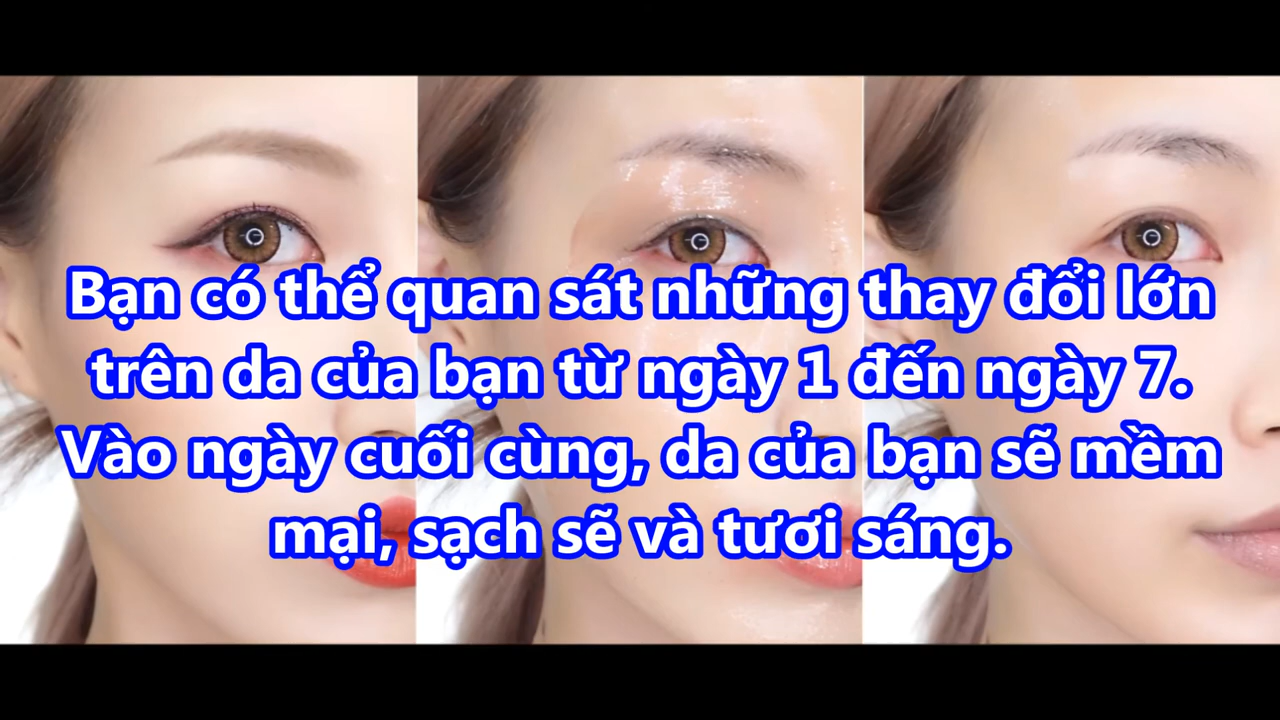 Bạn có thể quan sát những thay đổi lớn
trên da của bạn từ ngày 1 đến ngày 7.
Vào ngày cuối cùng, da của bạn sẽ mềm
mại, sạch sẽ và tươi sáng.